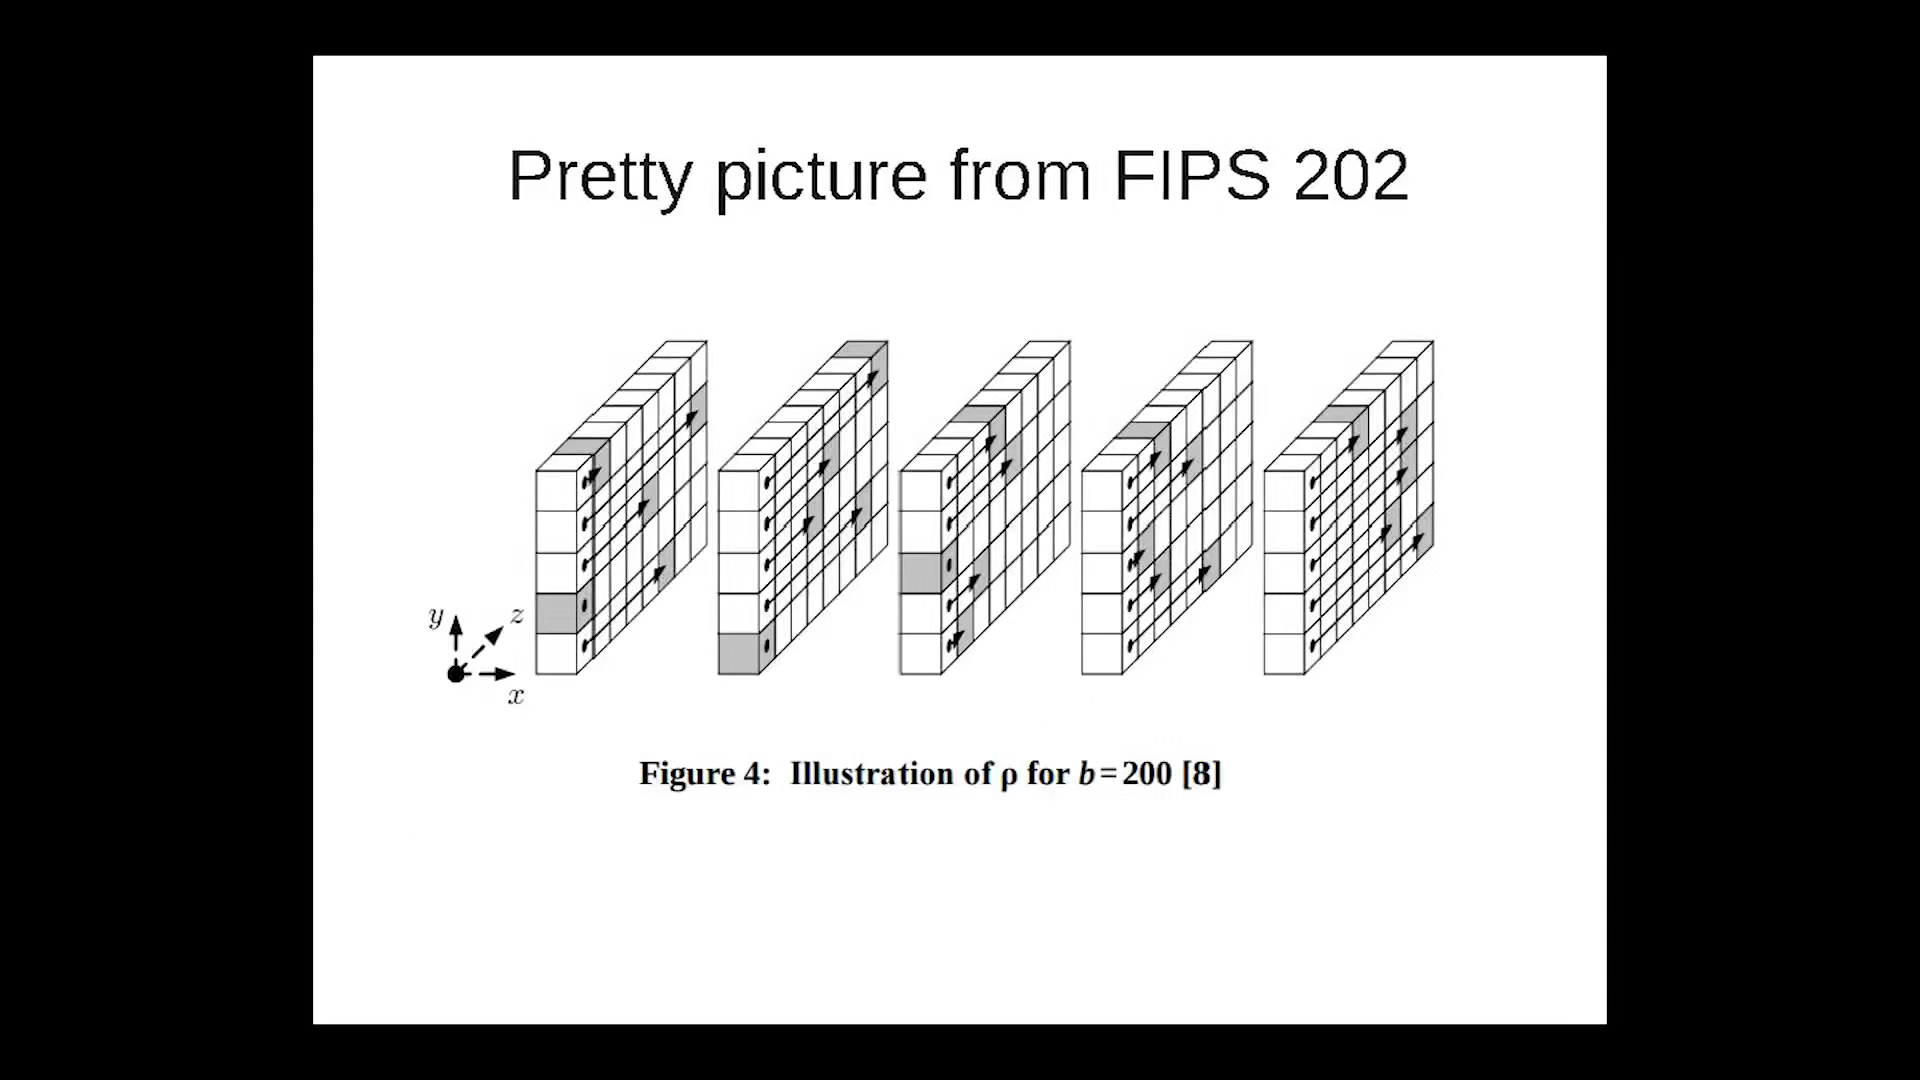 Pretty picture from FIPS 202
y
z
x
Figure 4: Illustration of ρ for b = 200 [8]